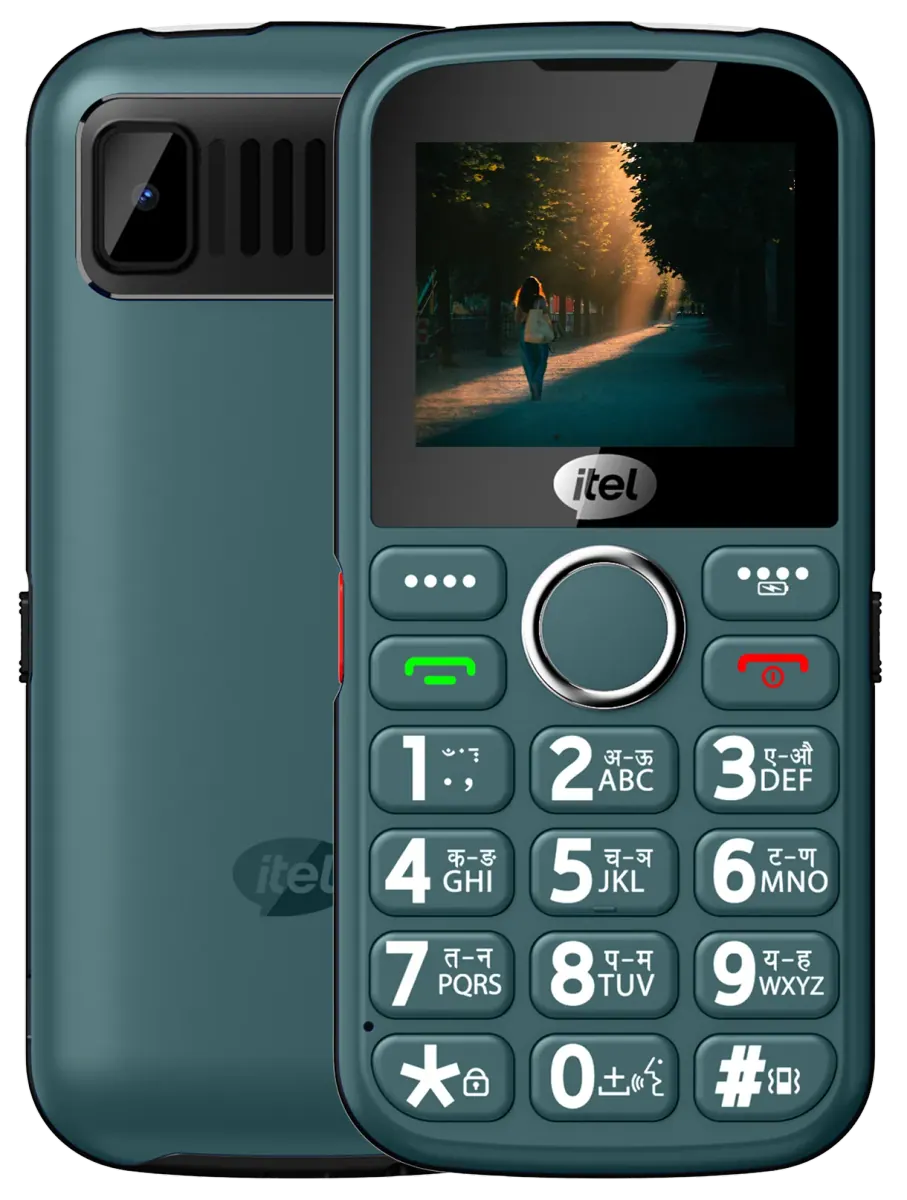 itel
1 . ,
2 अ-ऊ
ABC
3 ए-औ
DEF
4 क-ङ
GHI
5 च-ञ
JKL
6 ट-ण
MNO
itel
7 त-न
PQRS
8 प-म
TUV
9 य-ह
WXYZ
*
0 +
#